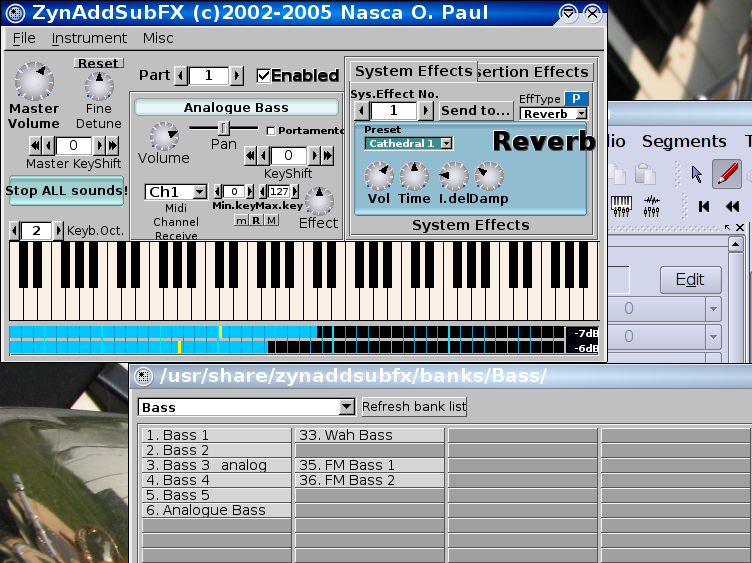 ZynAddSubFX (c)2002-2005 Nasca O. Paul
File Instrument Misc
Master
Volume
Reset
Fine
Detune
0
Master KeyShift
Stop ALL sounds!
2 Keyb.Oct.
Part 1 Enabled
Analogue Bass
Volume
Pan
Portamento
0
KeyShift
Ch1
Midi
Channel
Receive
0 127
Min.key Max.key
m R M
Effect
System Effects
sertion Effects
Sys.Effect No.
1
Send to...
EffType P
Reverb
Preset
Cathedral 1
Reverb
Vol Time I.del Damp
System Effects
-7dB
-6dB
dio Segments T
Edit
0
0
/usr/share/zynaddsubfx/banks/Bass/
Bass Refresh bank list
1. Bass 1
2. Bass 2
3. Bass 3 analog
4. Bass 4
5. Bass 5
6. Analogue Bass
33. Wah Bass
35. FM Bass 1
36. FM Bass 2